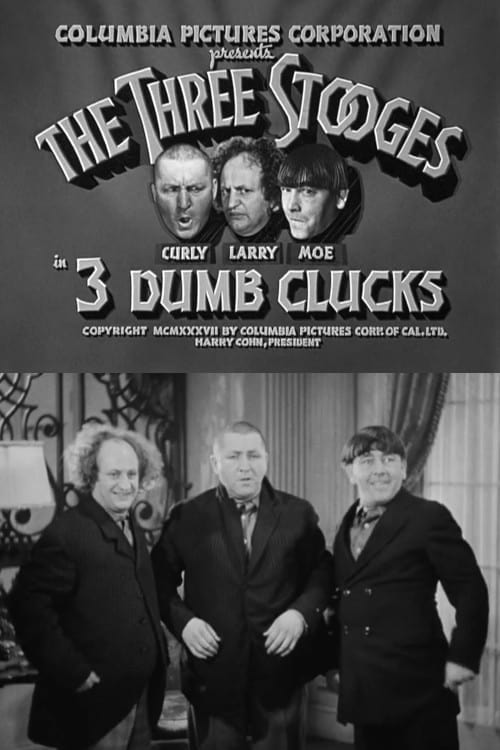 COLUMBIA PICTURES CORPORATION
presents
THE THREE STOOGES
CURLY LARRY MOE
in 3 DUMB CLUCKS
COPYRIGHT MCMXXXVII BY COLUMBIA PICTURES CORP. OF CAL. LTD.
HARRY COHN, PRESIDENT